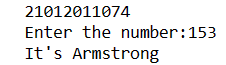 21012011074
Enter the number:153
It's Armstrong